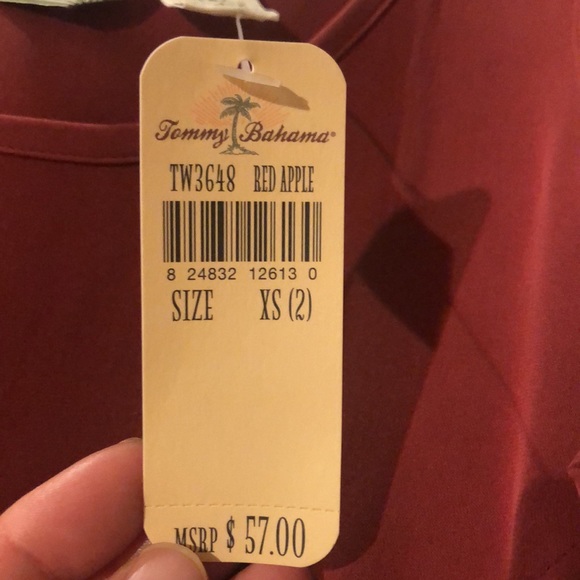 Tommy Bahama®
TW3648 RED APPLE
8 24832 12613 0
SIZE XS (2)
MSRP $ 57.00